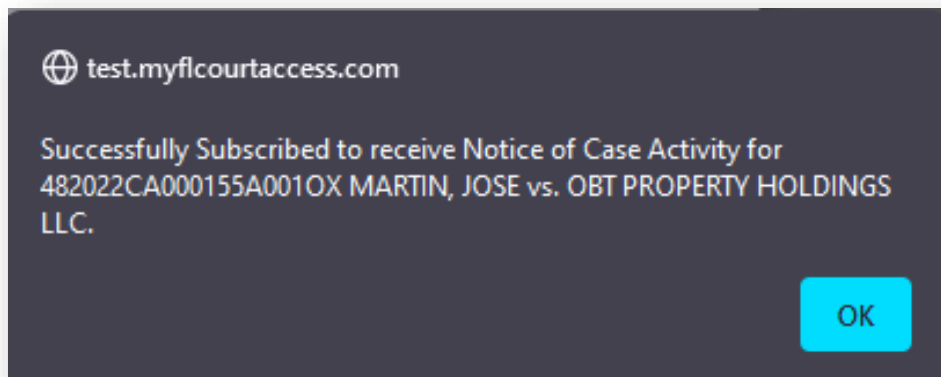 test.myflcourtaccess.com
Successfully Subscribed to receive Notice of Case Activity for
482022CA000155A001OX MARTIN, JOSE vs. OBT PROPERTY HOLDINGS
LLC.
OK